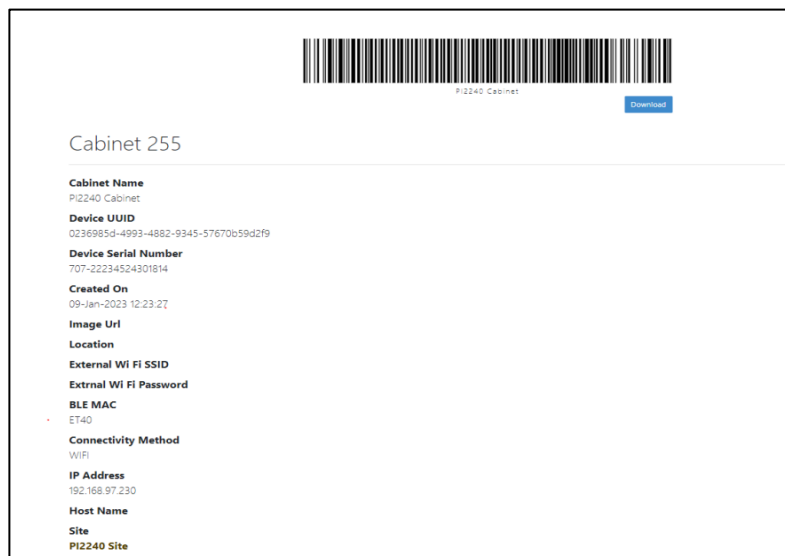 PI2240 Cabinet
Download
Cabinet 255
Cabinet Name
PI2240 Cabinet
Device UUID
0236985d-4993-4882-9345-57670b59d2f9
Device Serial Number
707-22234524301814
Created On
09-Jan-2023 12:23:27
Image Url
Location
External Wi Fi SSID
Extrnal Wi Fi Password
BLE MAC
ET40
Connectivity Method
WIFI
IP Address
192.168.97.230
Host Name
Site
PI2240 Site